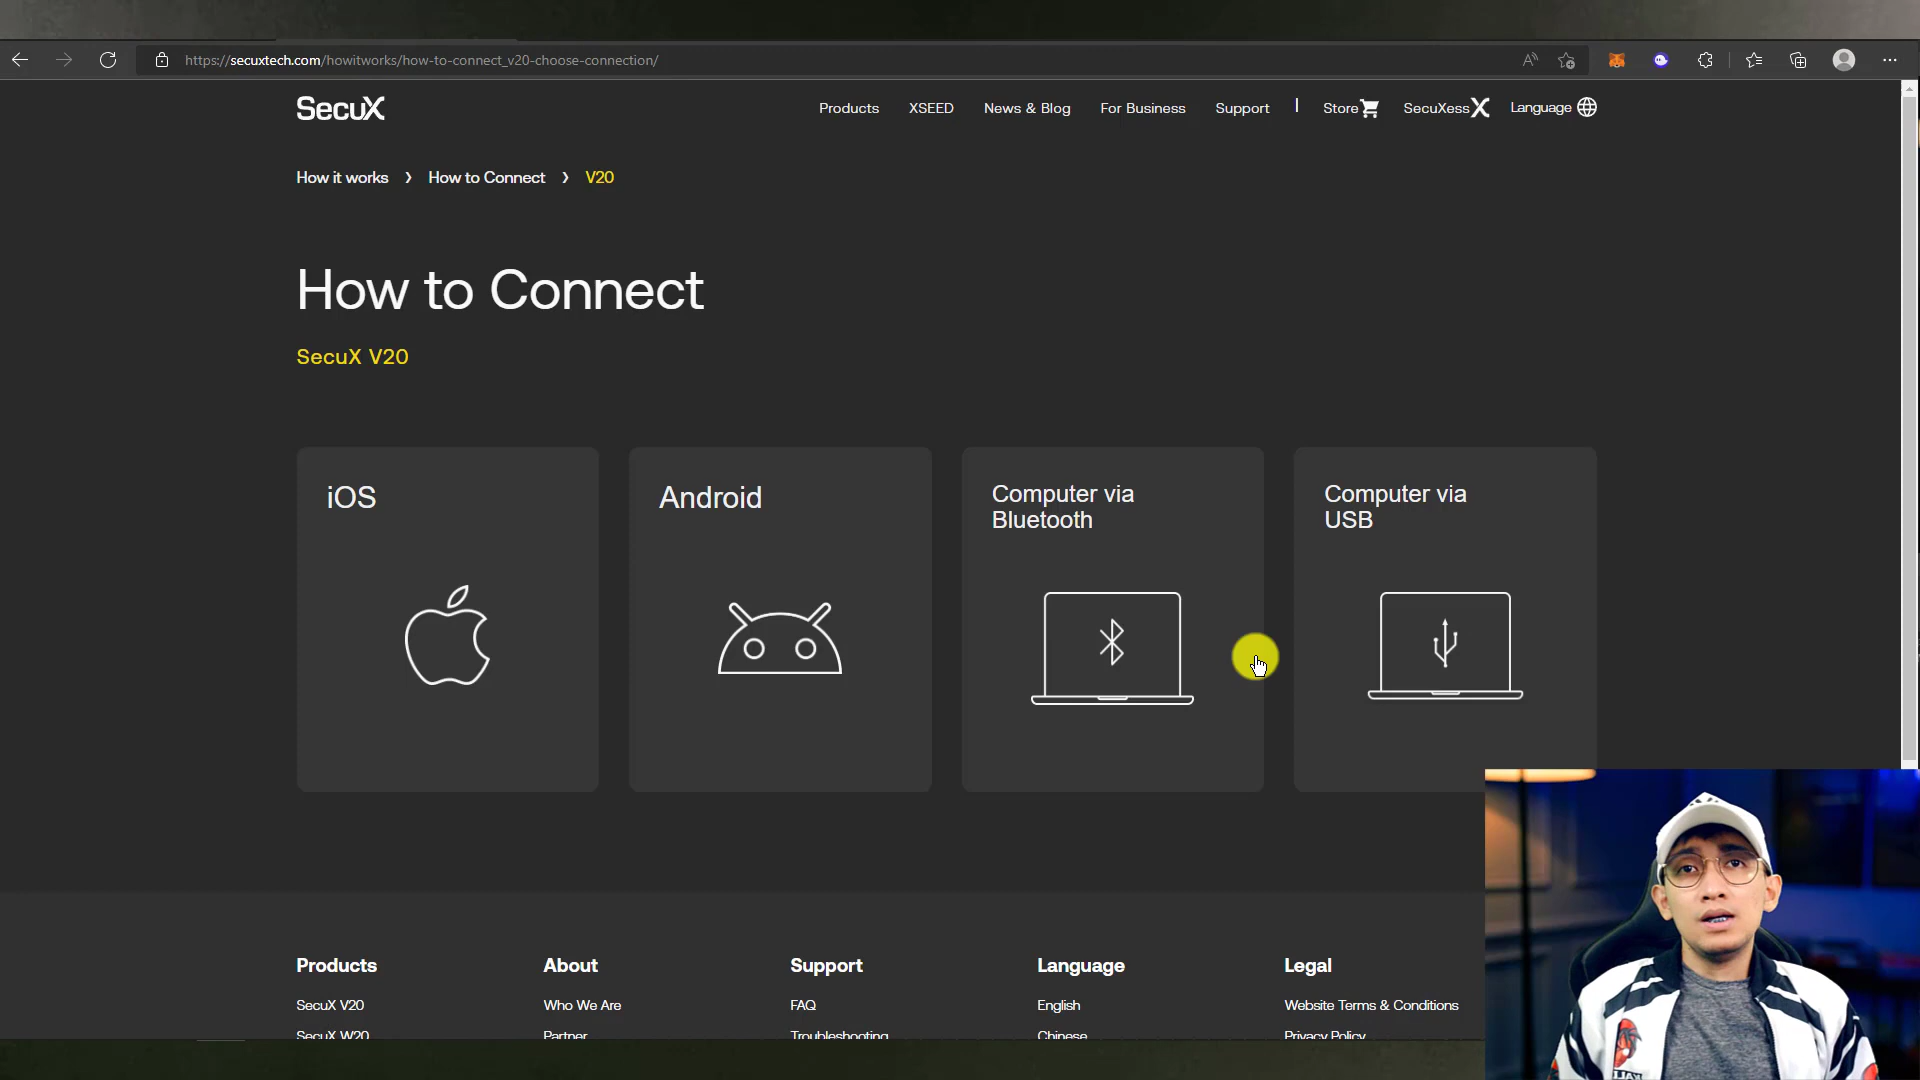 https://secuxtech.com/howitworks/how-to-connect_v20-choose-connection/
SecuX
Products
XSEED
News & Blog
For Business
Support
Store
SecuXess
Language
How it works › How to Connect › V20
How to Connect
SecuX V20
iOS
Android
Computer via
Bluetooth
Computer via
USB
Products
About
Support
Language
Legal
SecuX V20
Who We Are
FAQ
English
Website Terms & Conditions
SecuX W20
Partner
Troubleshooting
Chinese
Privacy Policy